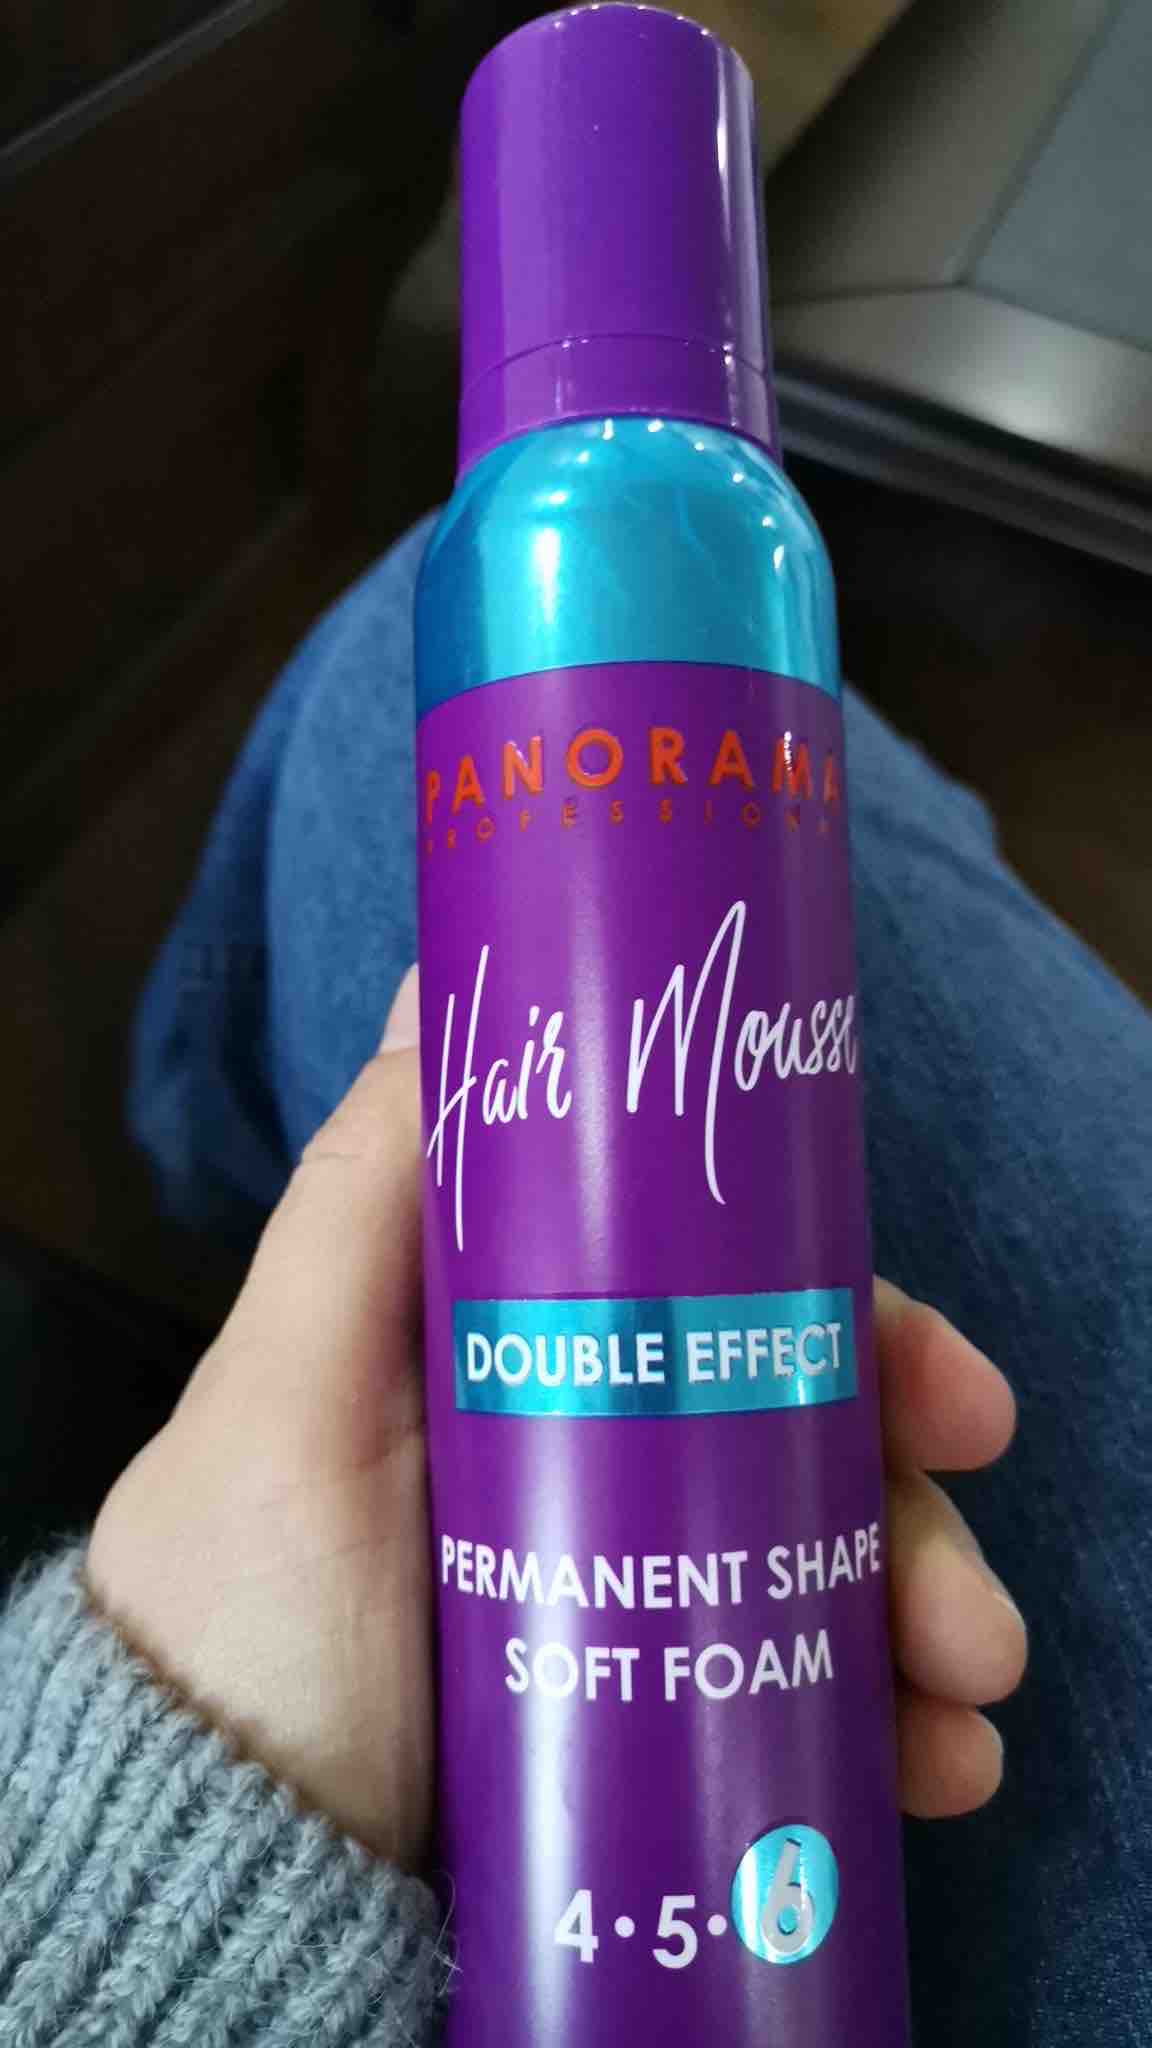 PANORAMA
PROFESSIONA
Hair Mousse
DOUBLE EFFECT
PERMANENT SHAPE
SOFT FOAM
4•5•6